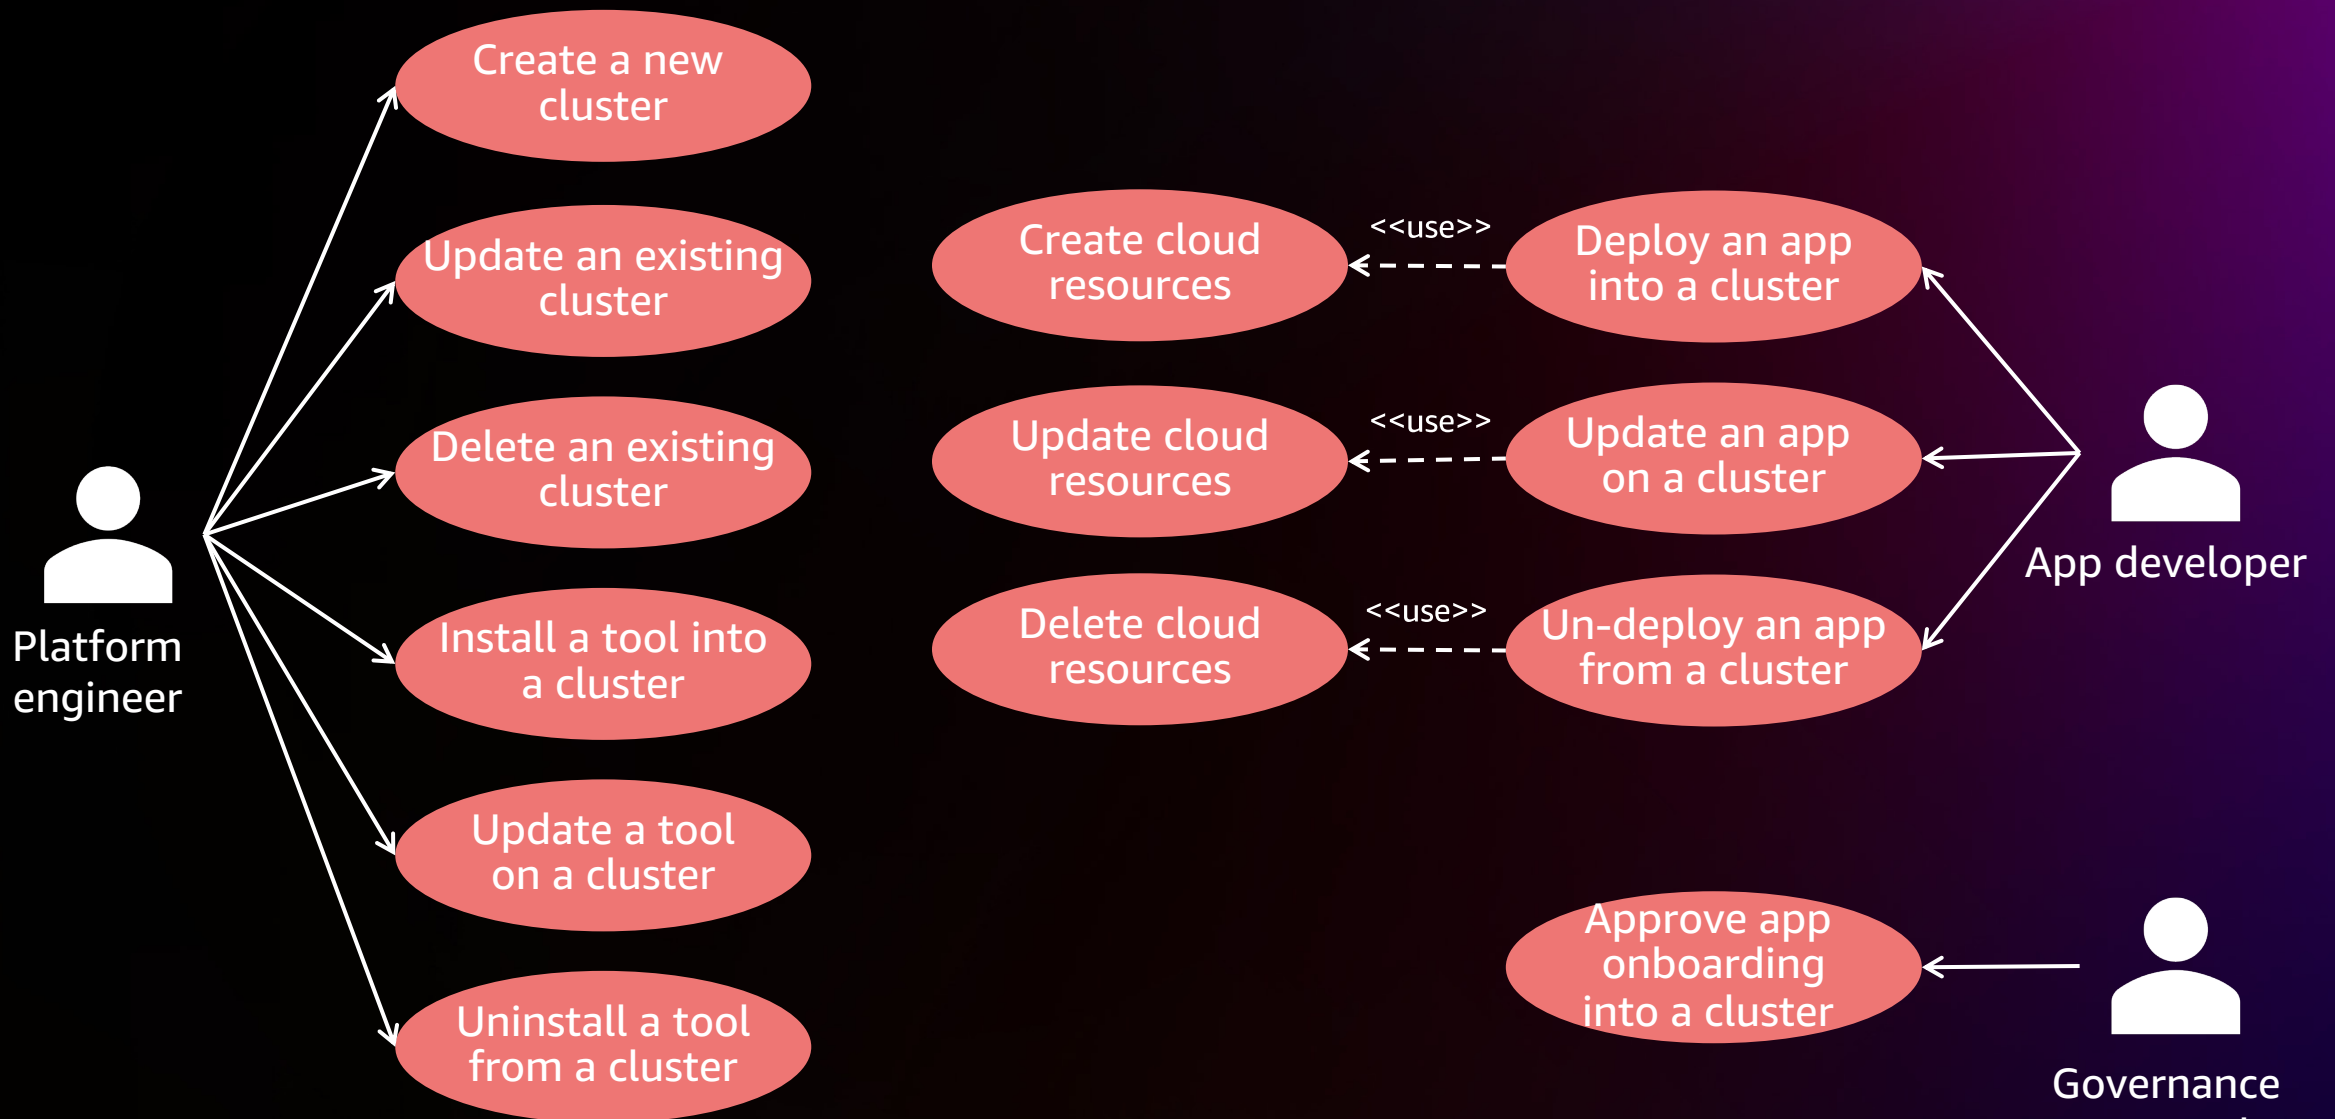 Create a new
cluster
Update an existing
cluster
Delete an existing
cluster
Install a tool into
a cluster
Update a tool
on a cluster
Uninstall a tool
from a cluster
Platform
engineer
Create cloud
resources
<<use>>
Deploy an app
into a cluster
Update cloud
resources
<<use>>
Update an app
on a cluster
Delete cloud
resources
<<use>>
Un-deploy an app
from a cluster
App developer
Approve app
onboarding
into a cluster
Governance